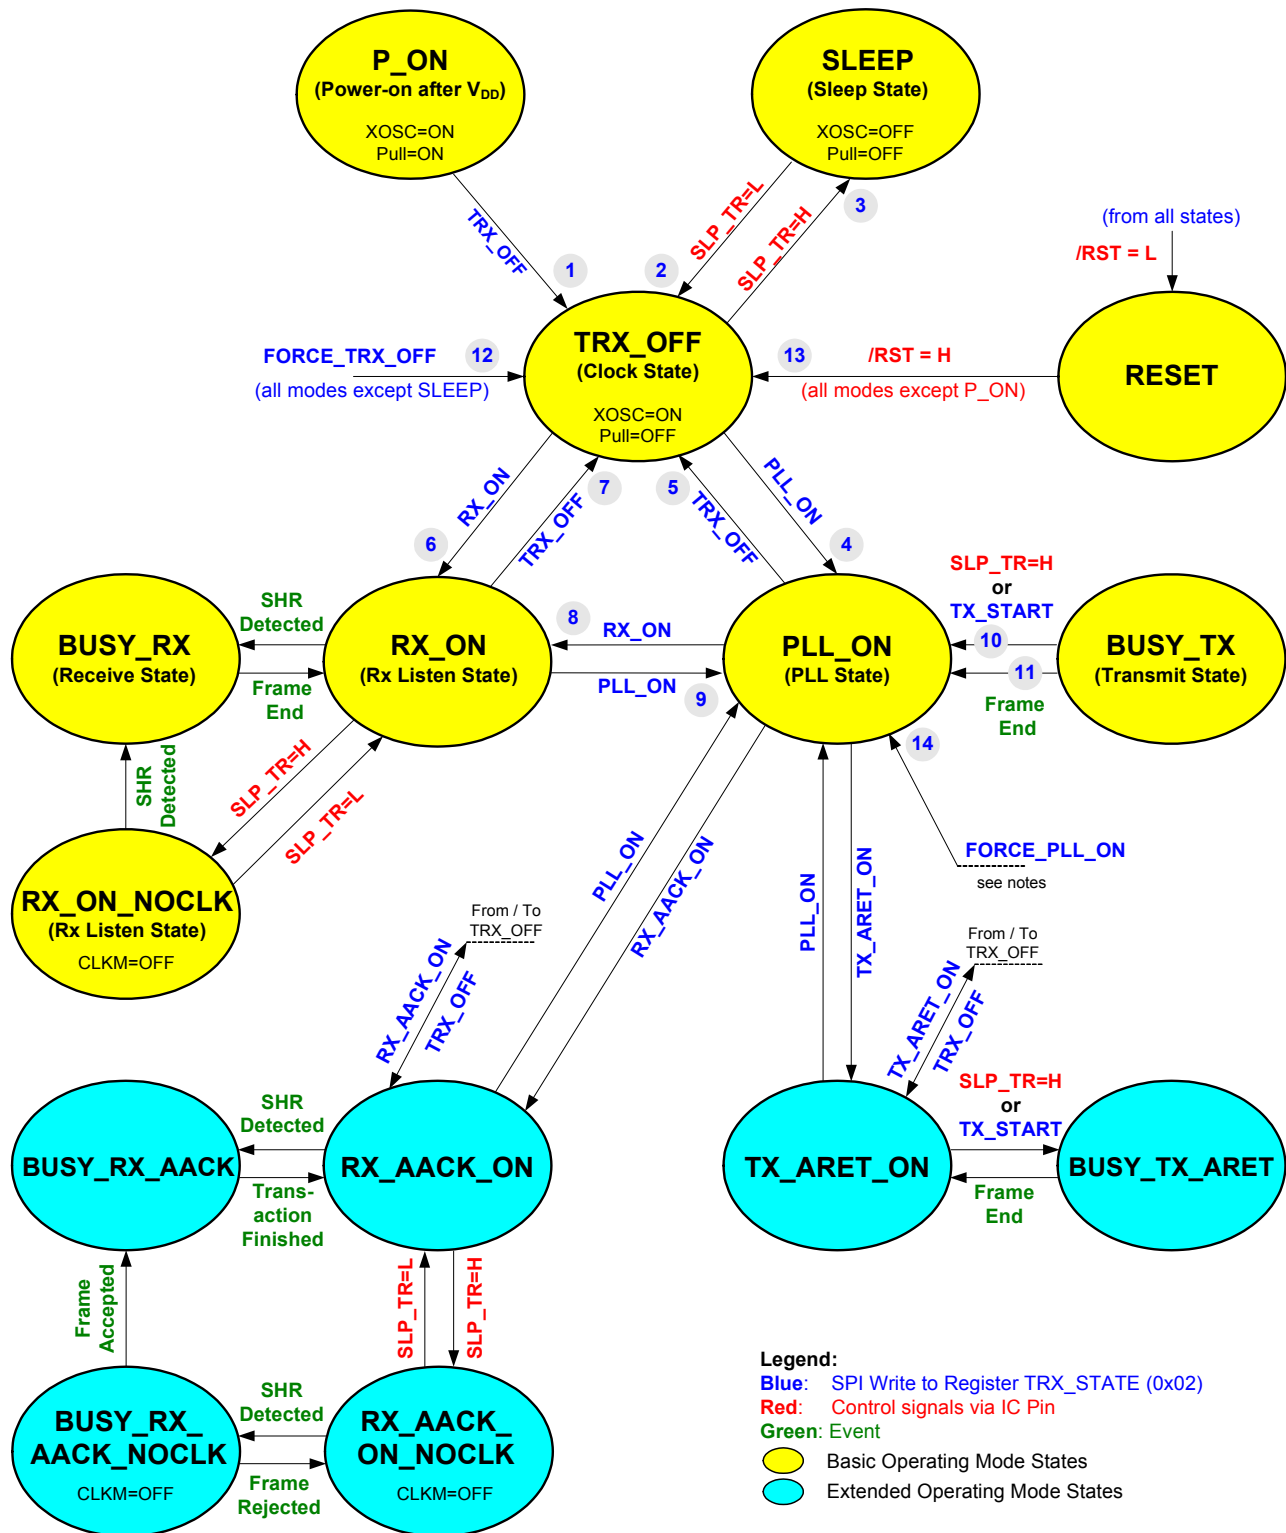 P_ON
(Power-on after VDD)
XOSC=ON
Pull=ON
SLEEP
(Sleep State)
XOSC=OFF
Pull=OFF
TRX_OFF
1
SLP_TR=L
2
SLP_TR=H
3
(from all states)
/RST = L
FORCE_TRX_OFF
12
(all modes except SLEEP)
TRX_OFF
(Clock State)
XOSC=ON
Pull=OFF
13
/RST = H
(all modes except P_ON)
RESET
RX_ON
6
TRX_OFF
7
5
TRX_OFF
PLL_ON
4
BUSY_RX
(Receive State)
SHR
Detected
Frame
End
RX_ON
(Rx Listen State)
8
RX_ON
PLL_ON
9
PLL_ON
(PLL State)
SLP_TR=H
or
TX_START
10
11
Frame
End
BUSY_TX
(Transmit State)
14
FORCE_PLL_ON
see notes
SHR
Detected
SLP_TR=H
SLP_TR=L
RX_ON_NOCLK
(Rx Listen State)
CLKM=OFF
PLL_ON
RX_AACK_ON
PLL_ON
TX_ARET_ON
From / To
TRX_OFF
RX_AACK_ON
TRX_OFF
From / To
TRX_OFF
TX_ARET_ON
TRX_OFF
BUSY_RX_AACK
SHR
Detected
Trans-
action
Finished
RX_AACK_ON
TX_ARET_ON
SLP_TR=H
or
TX_START
Frame
End
BUSY_TX_ARET
Frame
Accepted
SLP_TR=L
SLP_TR=H
BUSY_RX_
AACK_NOCLK
CLKM=OFF
SHR
Detected
Frame
Rejected
RX_AACK_
ON_NOCLK
CLKM=OFF
Legend:
Blue: SPI Write to Register TRX_STATE (0x02)
Red: Control signals via IC Pin
Green: Event
Basic Operating Mode States
Extended Operating Mode States